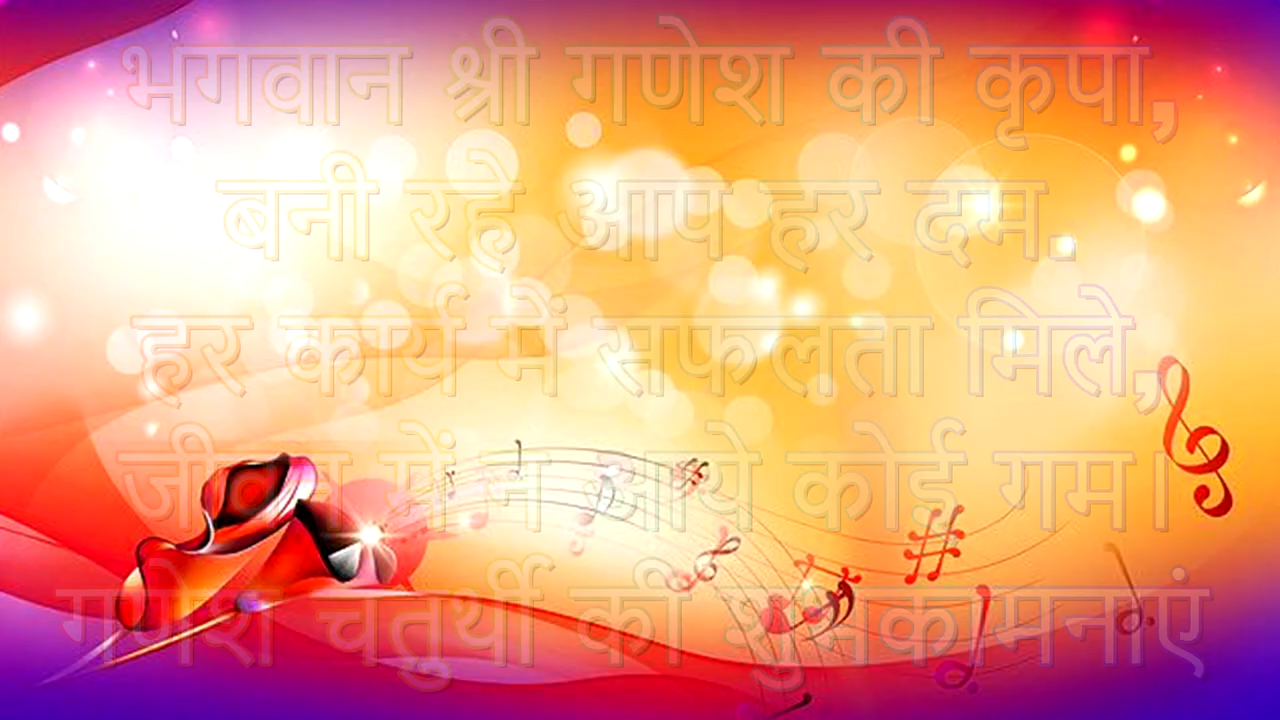 भगवान श्री गणेश की कृपा,
बनी रहे आप हर दम.
हर कार्य में सफलता मिले,
जीवन में न आये कोई गम।
गणेश चतुर्थी की शुभकामनाएं